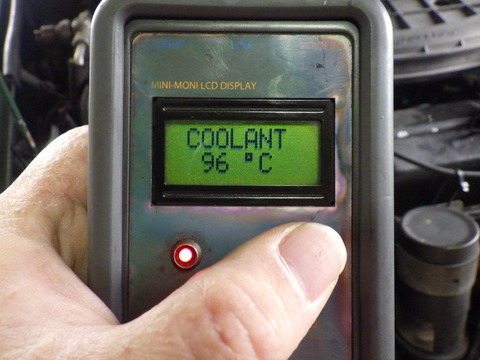 MINI-MONI LCD DISPLAY
COOLANT
96 °C